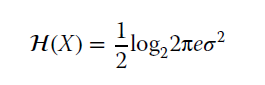 ℋ(X) = 1/2 log₂ 2πeσ²